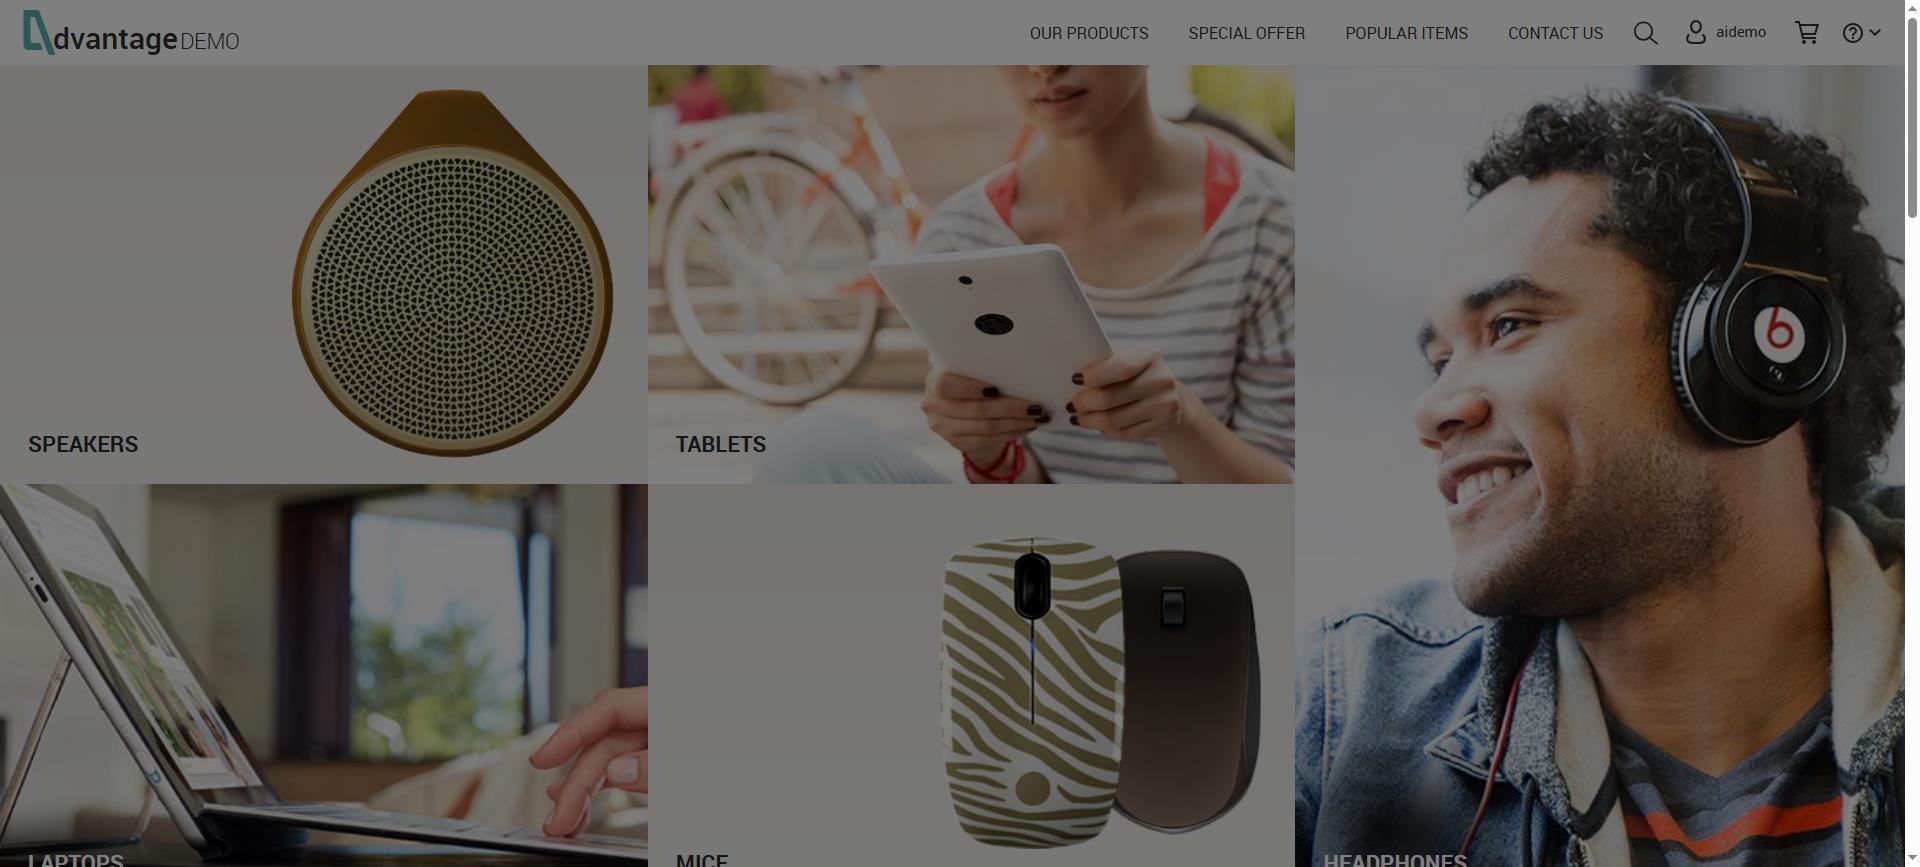 dvantage DEMO
OUR PRODUCTS
SPECIAL OFFER
POPULAR ITEMS
CONTACT US
aidemo
SPEAKERS
TABLETS
LAPTOPS
MICE
HEADPHONES